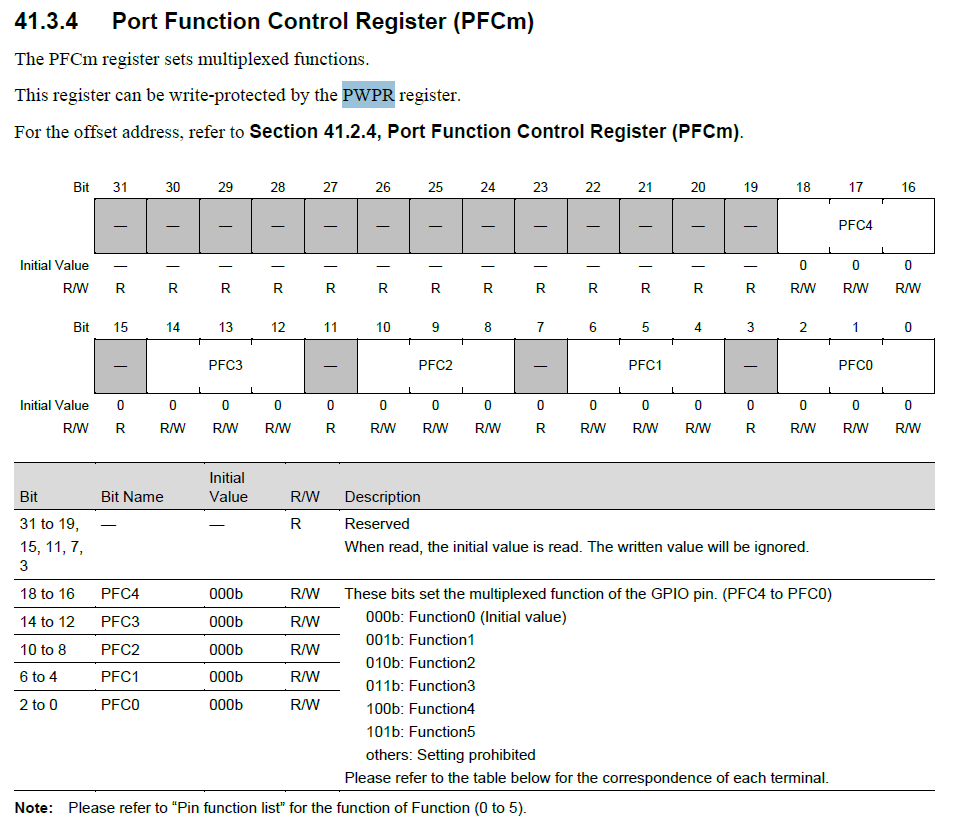 41.3.4 Port Function Control Register (PFCm)
The PFCm register sets multiplexed functions.
This register can be write-protected by the PWPR register.
For the offset address, refer to Section 41.2.4, Port Function Control Register (PFCm).
Bit 31 30 29 28 27 26 25 24 23 22 21 20 19 18 17 16
— — — — — — — — — — — — — PFC4
Initial Value — — — — — — — — — — — — — 0 0 0
R/W R R R R R R R R R R R R R R/W R/W R/W
Bit 15 14 13 12 11 10 9 8 7 6 5 4 3 2 1 0
— PFC3 — PFC2 — PFC1 — PFC0
Initial Value 0 0 0 0 0 0 0 0 0 0 0 0 0 0 0 0
R/W R R/W R/W R/W R R/W R/W R/W R R/W R/W R/W R R/W R/W R/W
Initial
Bit Bit Name Value R/W Description
31 to 19, — — R Reserved
15, 11, 7, When read, the initial value is read. The written value will be ignored.
3
18 to 16 PFC4 000b R/W These bits set the multiplexed function of the GPIO pin. (PFC4 to PFC0)
000b: Function0 (Initial value)
14 to 12 PFC3 000b R/W
001b: Function1
10 to 8 PFC2 000b R/W
010b: Function2
6 to 4 PFC1 000b R/W
011b: Function3
2 to 0 PFC0 000b R/W
100b: Function4
101b: Function5
others: Setting prohibited
Please refer to the table below for the correspondence of each terminal.
Note: Please refer to “Pin function list” for the function of Function (0 to 5).